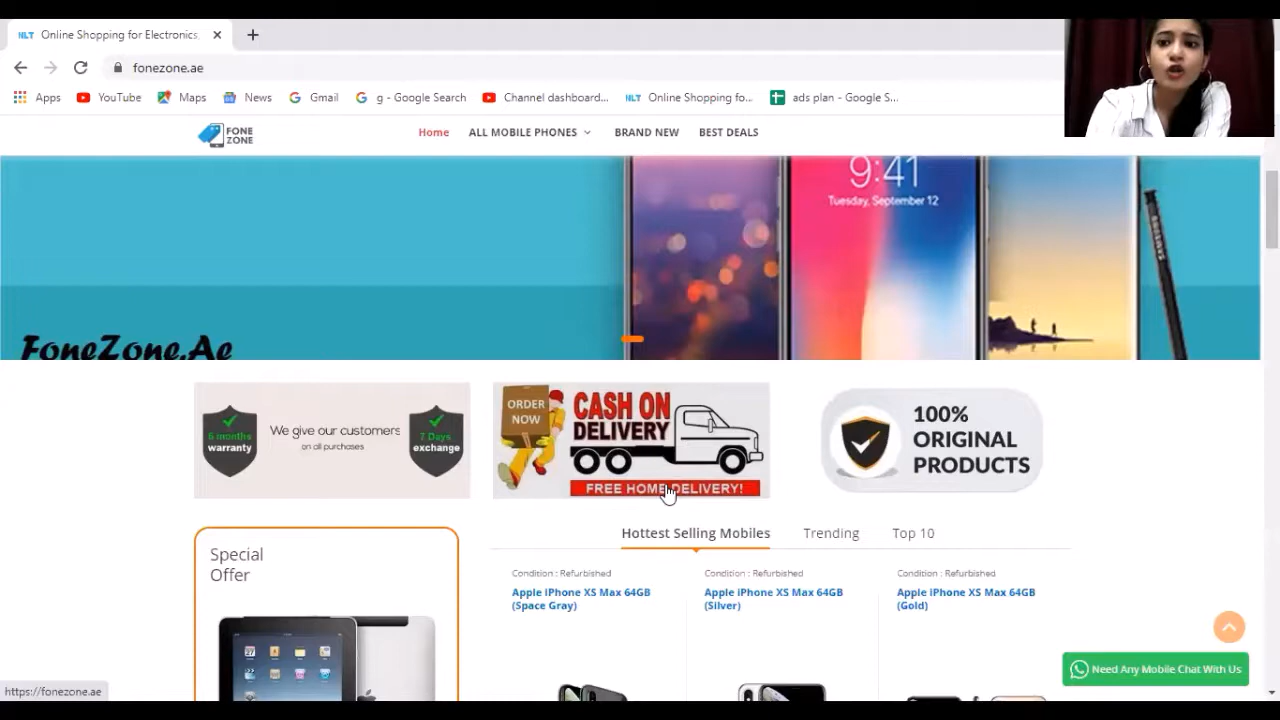 NLT Online Shopping for Electronics
fonezone.ae
Apps YouTube Maps News Gmail g - Google Search Channel dashboard... NLT Online Shopping fo... ads plan - Google S...
FONE
ZONE
Home ALL MOBILE PHONES BRAND NEW BEST DEALS
9:41
Tuesday, September 12
SAMSUNG
FoneZone.Ae
6 months
warranty
We give our customers
on all purchases
7 Days
exchange
ORDER
NOW
CASH ON
DELIVERY
FREE HOME DELIVERY!
100%
ORIGINAL
PRODUCTS
Special
Offer
Hottest Selling Mobiles Trending Top 10
Condition : Refurbished
Apple iPhone XS Max 64GB
(Space Gray)
Condition : Refurbished
Apple iPhone XS Max 64GB
(Silver)
Condition : Refurbished
Apple iPhone XS Max 64GB
(Gold)
Need Any Mobile Chat With Us
https://fonezone.ae